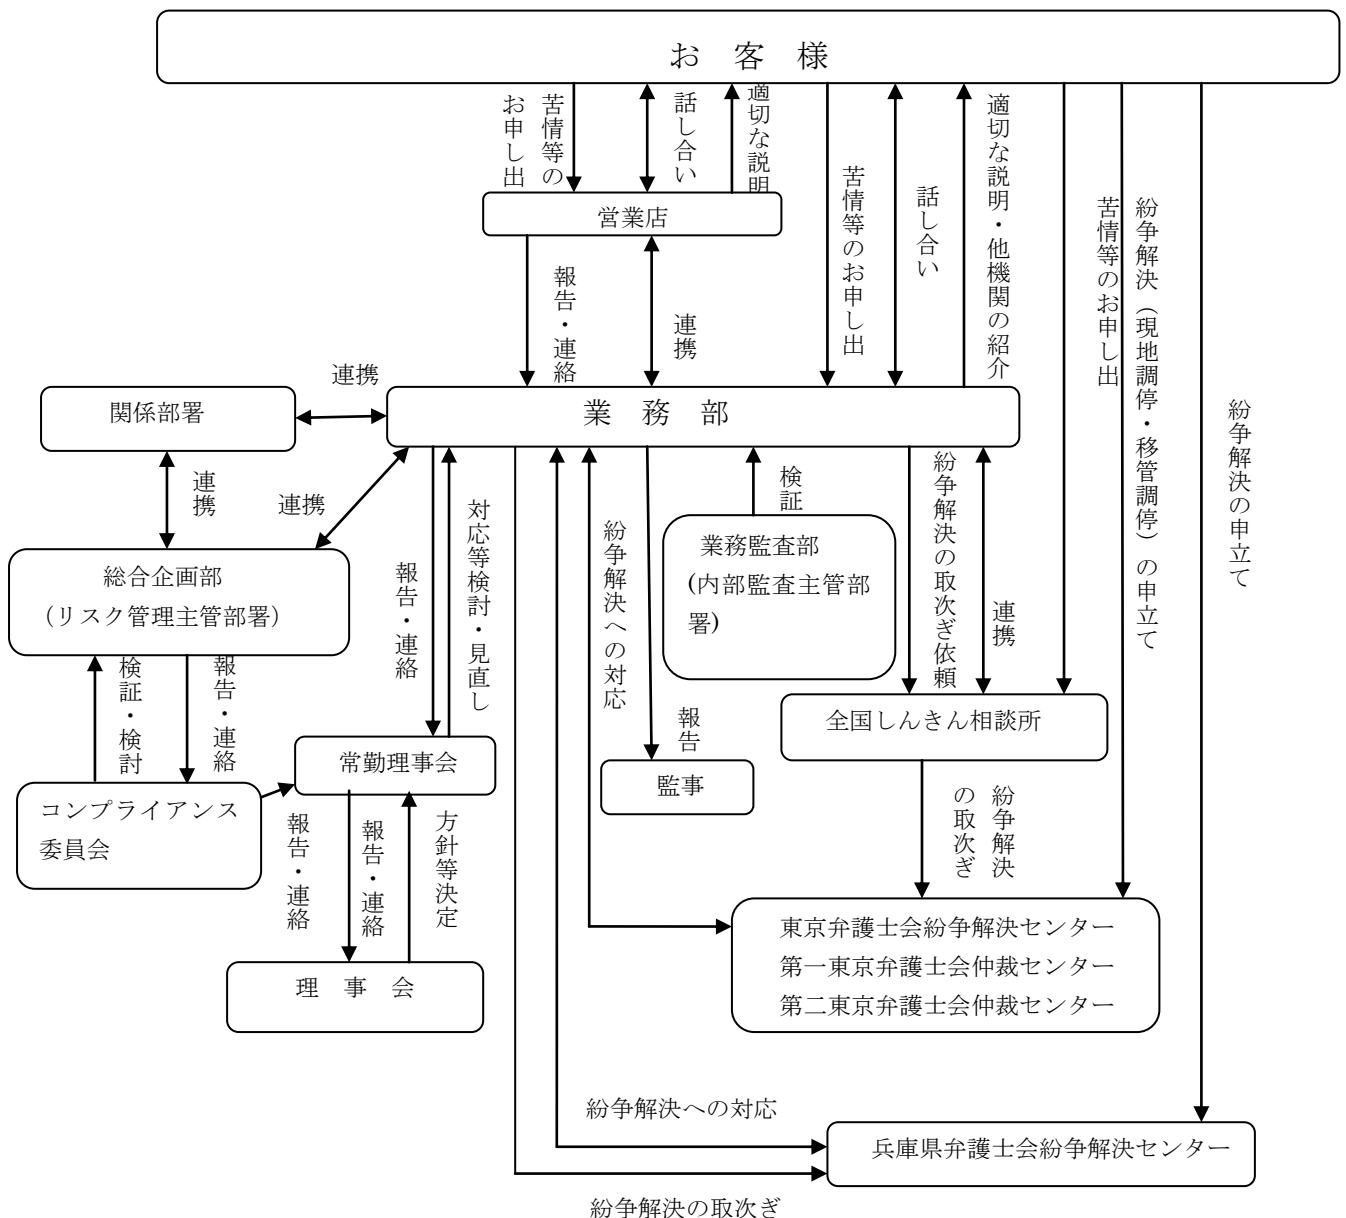 お　客　様
苦情等の
お申し出
話し合い
適切な説明
苦情等のお申し出
話し合い
適切な説明・他機関の紹介
苦情等のお申し出
紛争解決（現地調停・移管調停）の申立て
紛争解決の申立て
営業店
報告・連絡
連携
連携
関係部署
業　務　部
連携
連携
報告・連絡
対応等検討・見直し
紛争解決への対応
検証
紛争解決の取次ぎ依頼
連携
業務監査部
(内部監査主管部
署)
総合企画部
（リスク管理主管部署）
検証・検討
報告・連絡
報告
全国しんきん相談所
常勤理事会
監事
コンプライアンス
委員会
報告・連絡
報告・連絡
方針等決定
紛争解決
の取次ぎ
東京弁護士会紛争解決センター
第一東京弁護士会仲裁センター
第二東京弁護士会仲裁センター
理　事　会
紛争解決への対応
兵庫県弁護士会紛争解決センター
紛争解決の取次ぎ